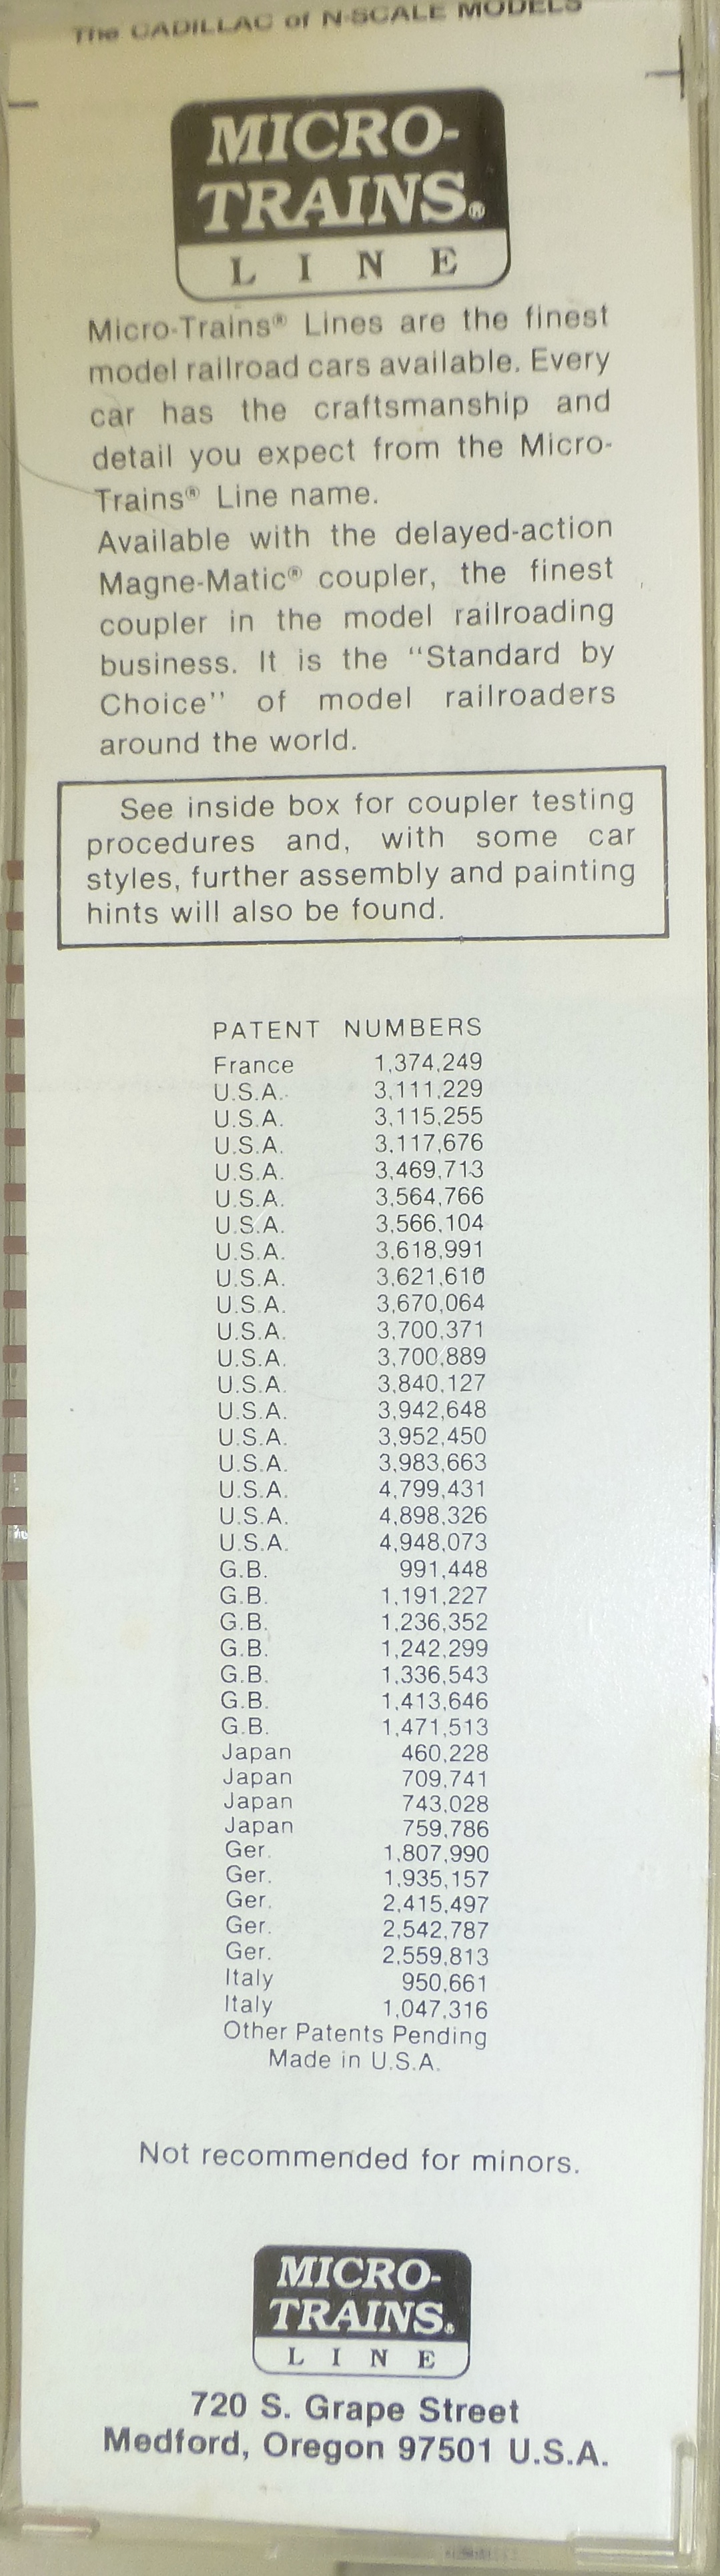 The CADILLAC of N-SCALE MODELS
MICRO-
TRAINS®
LINE
Micro-Trains® Lines are the finest
model railroad cars available. Every
car has the craftsmanship and
detail you expect from the Micro-
Trains® Line name.
Available with the delayed-action
Magne-Matic® coupler, the finest
coupler in the model railroading
business. It is the "Standard by
Choice" of model railroaders
around the world.
See inside box for coupler testing
procedures and, with some car
styles, further assembly and painting
hints will also be found.
PATENT NUMBERS
France 1,374,249
U.S.A. 3,111,229
U.S.A. 3,115,255
U.S.A. 3,117,676
U.S.A. 3,469,713
U.S.A. 3,564,766
U.S.A. 3,566,104
U.S.A. 3,618,991
U.S.A. 3,621,610
U.S.A. 3,670,064
U.S.A. 3,700,371
U.S.A. 3,700,889
U.S.A. 3,840,127
U.S.A. 3,942,648
U.S.A. 3,952,450
U.S.A. 3,983,663
U.S.A. 4,799,431
U.S.A. 4,898,326
U.S.A. 4,948,073
G.B. 991,448
G.B. 1,191,227
G.B. 1,236,352
G.B. 1,242,299
G.B. 1,336,543
G.B. 1,413,646
G.B. 1,471,513
Japan 460,228
Japan 709,741
Japan 743,028
Japan 759,786
Ger. 1,807,990
Ger. 1,935,157
Ger. 2,415,497
Ger. 2,542,787
Ger. 2,559,813
Italy 950,661
Italy 1,047,316
Other Patents Pending
Made in U.S.A.
Not recommended for minors.
MICRO-
TRAINS®
LINE
720 S. Grape Street
Medford, Oregon 97501 U.S.A.